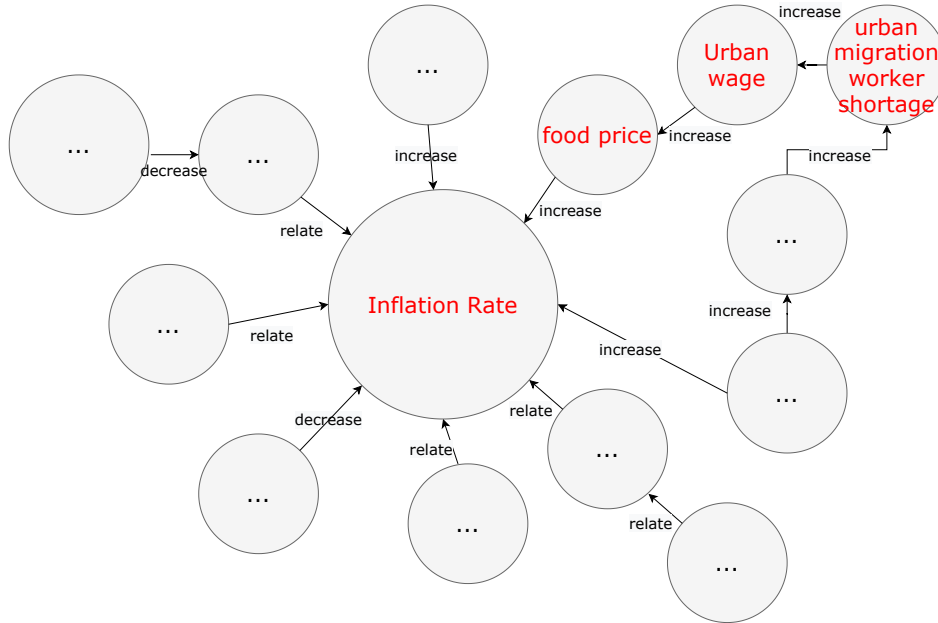 increase
urban
migration
worker
shortage
Urban
wage
...
increase
food price
increase
...
decrease
...
increase
increase
relate
...
increase
Inflation Rate
...
relate
increase
increase
...
decrease
relate
...
relate
...
...
relate
...